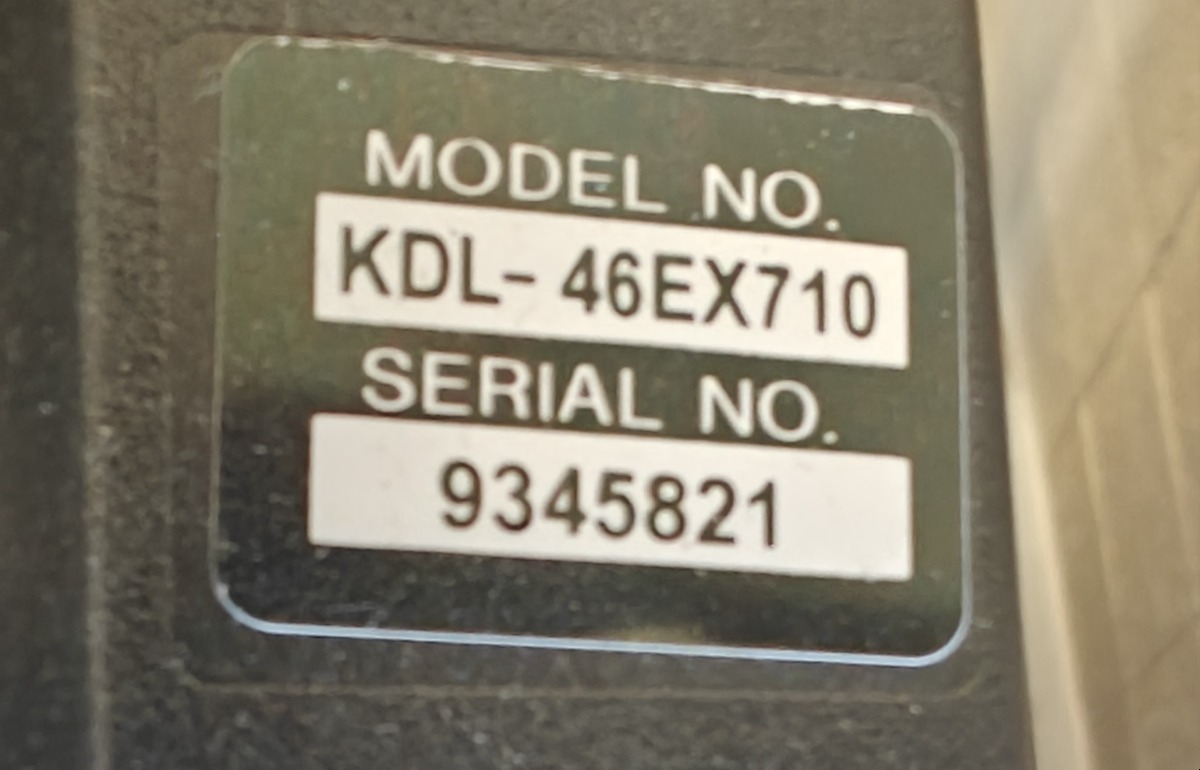 MODEL NO.
KDL- 46EX710
SERIAL NO.
9345821